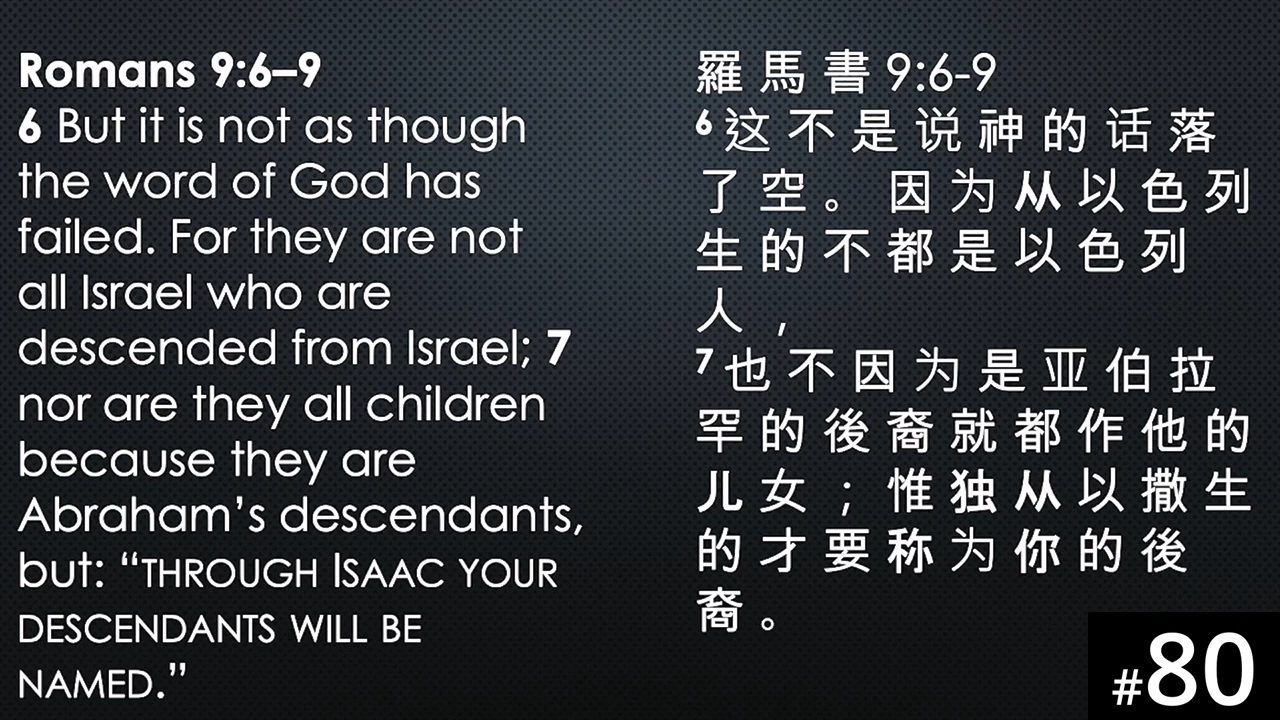 Romans 9:6–9
6 But it is not as though
the word of God has
failed. For they are not
all Israel who are
descended from Israel; 7
nor are they all children
because they are
Abraham’s descendants,
but: “THROUGH ISAAC YOUR
DESCENDANTS WILL BE
NAMED.”
羅馬書 9:6-9
6 这不是说神的话落
了空。因为从以色列
生的不都是以色列
人，
7 也不因为是亚伯拉
罕的後裔就都作他的
儿女；惟独从以撒生
的才要称为你的後
裔。
#80